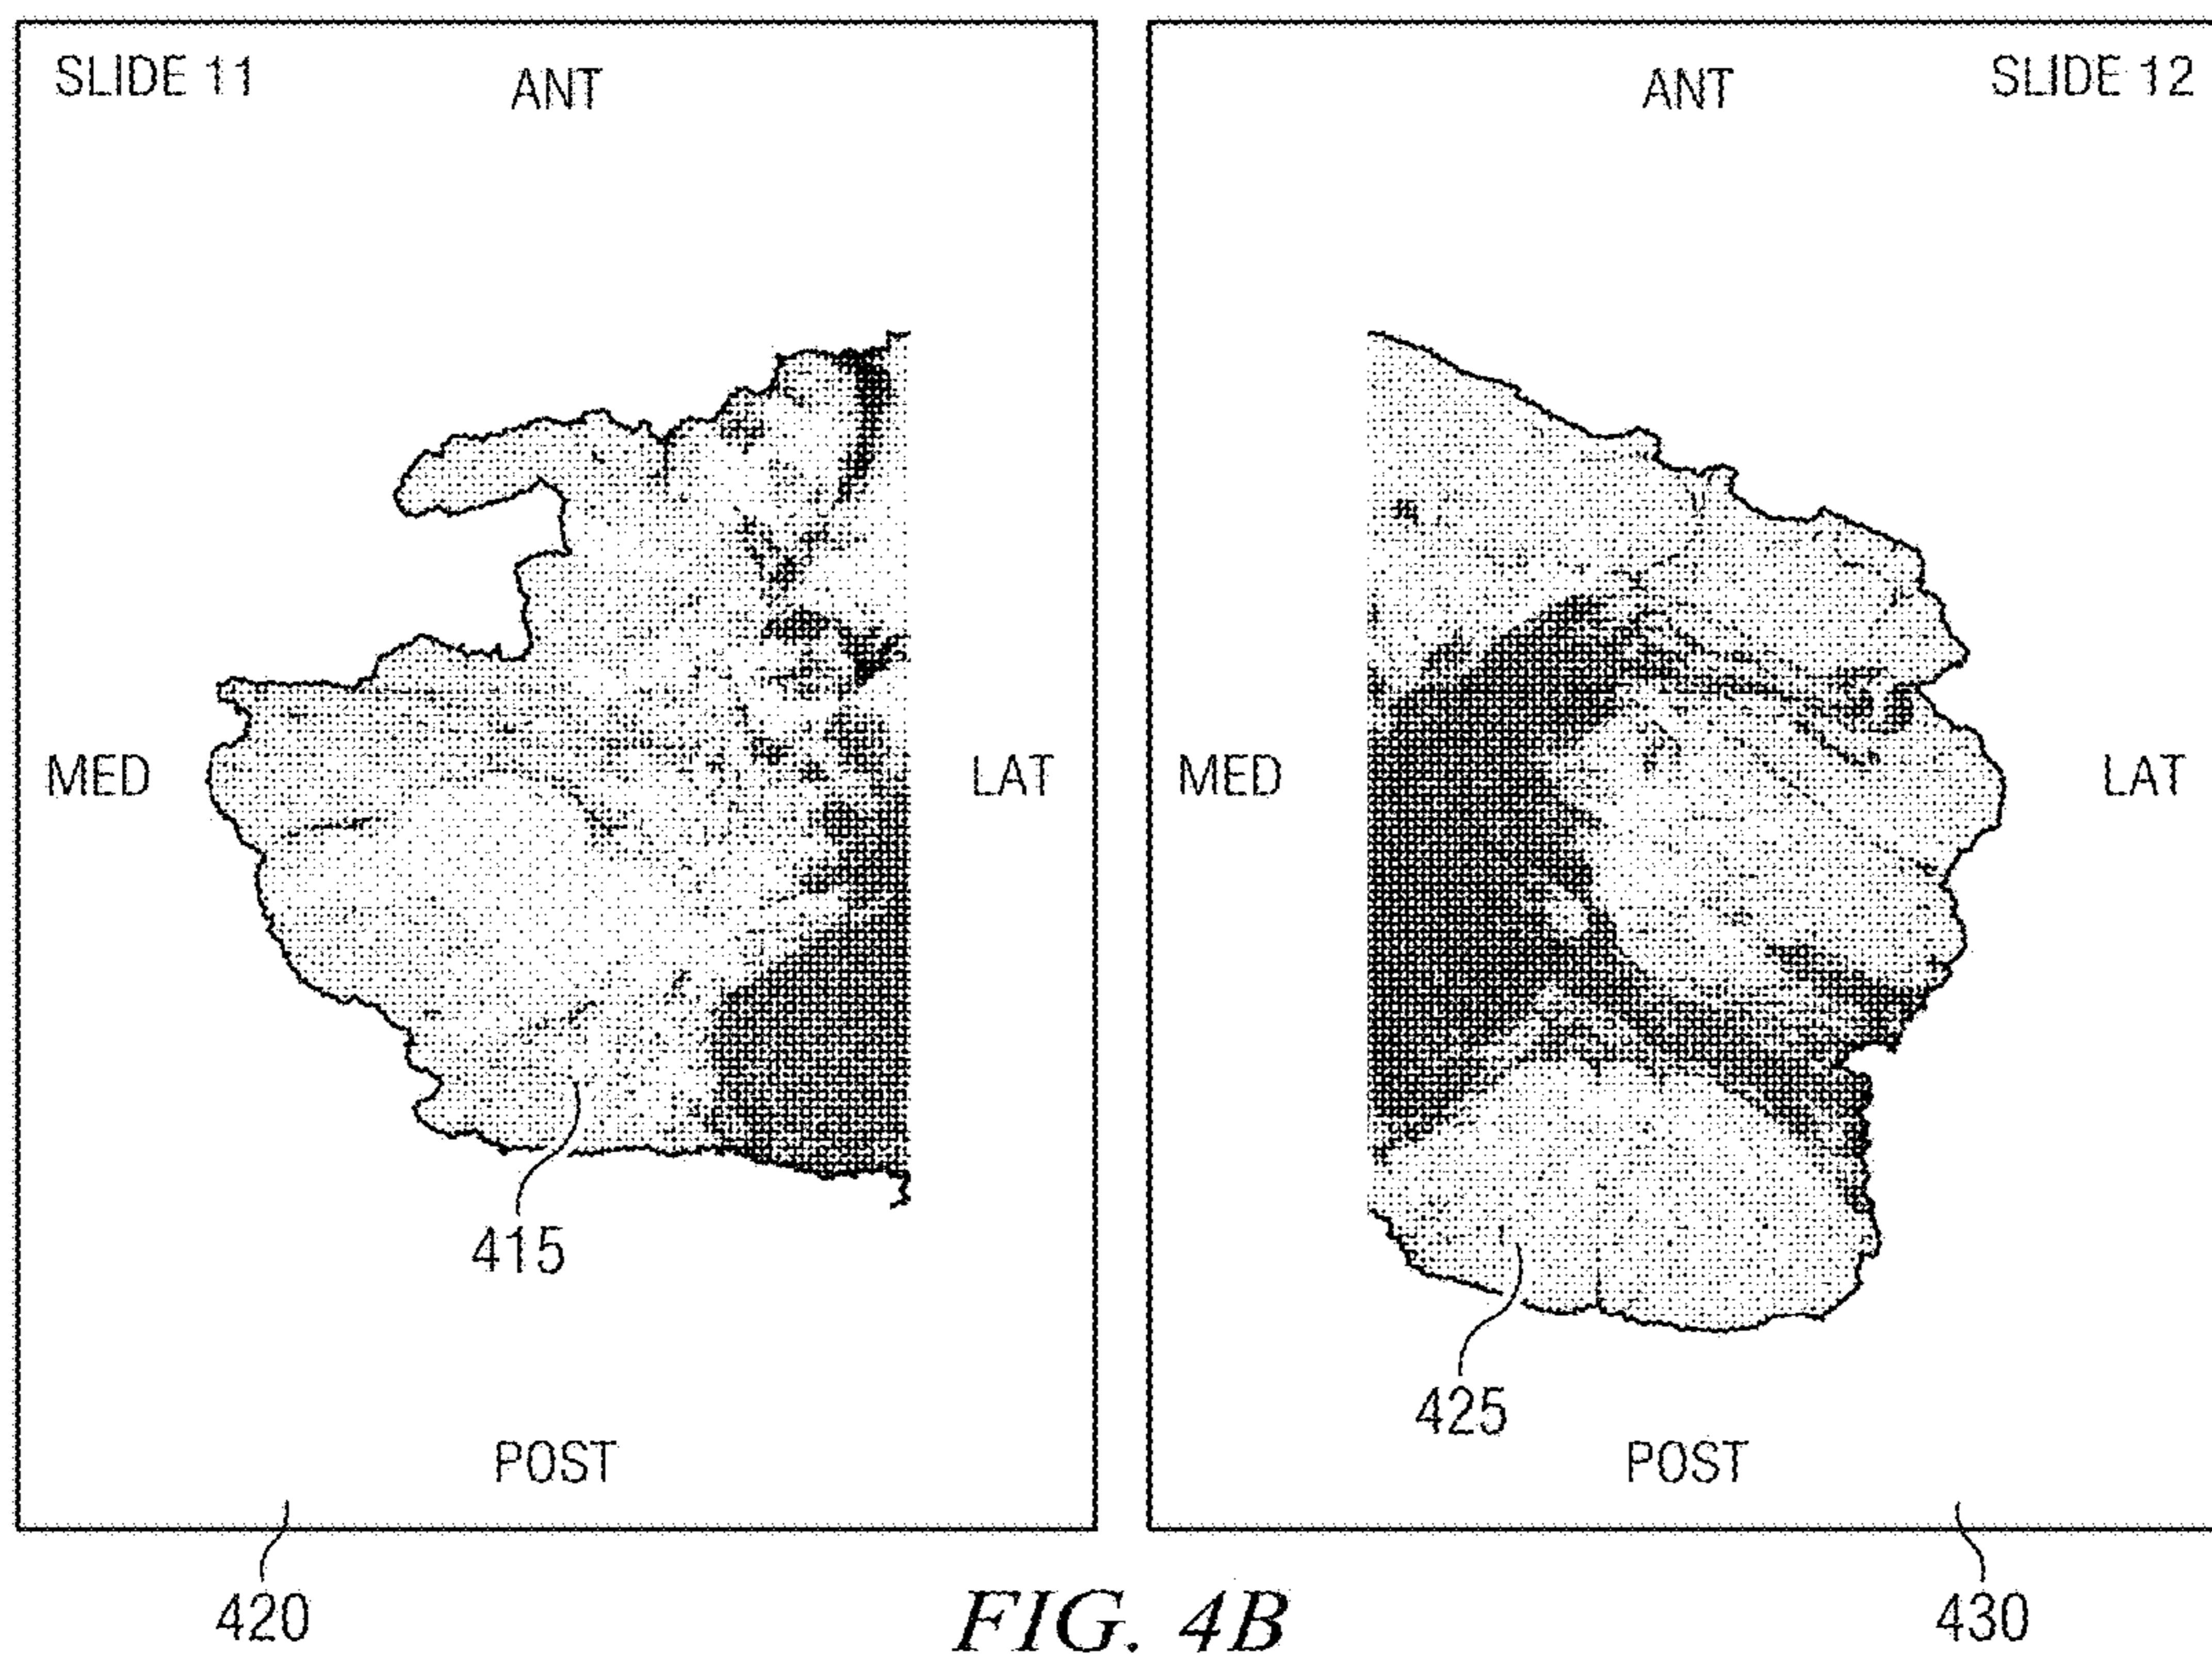 SLIDE 11
ANT
MED
LAT
415
POST
420
SLIDE 12
ANT
MED
LAT
425
POST
430
FIG. 4B